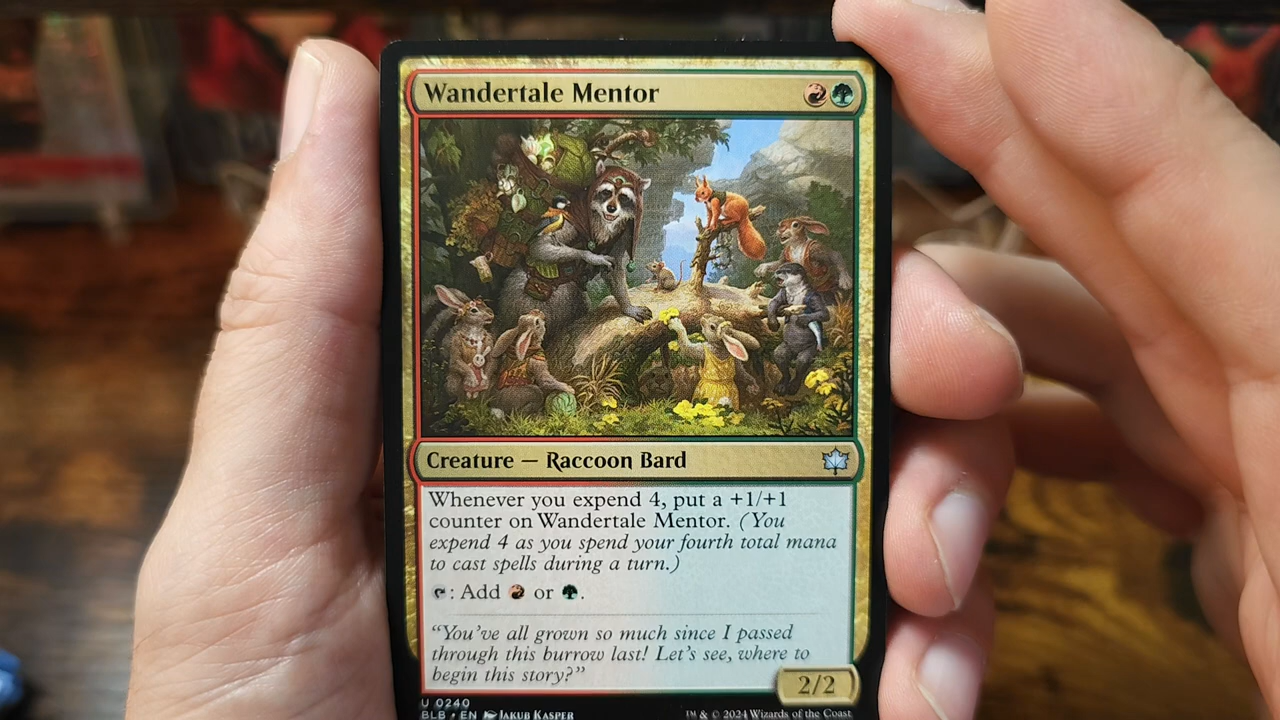 Wandertale Mentor
Creature — Raccoon Bard
Whenever you expend 4, put a +1/+1
counter on Wandertale Mentor. (You
expend 4 as you spend your fourth total mana
to cast spells during a turn.)
: Add or .
“You’ve all grown so much since I passed
through this burrow last! Let’s see, where to
begin this story?”
2/2
U 0240
BLB • EN JAKUB KASPER
™ & © 2024 Wizards of the Coast